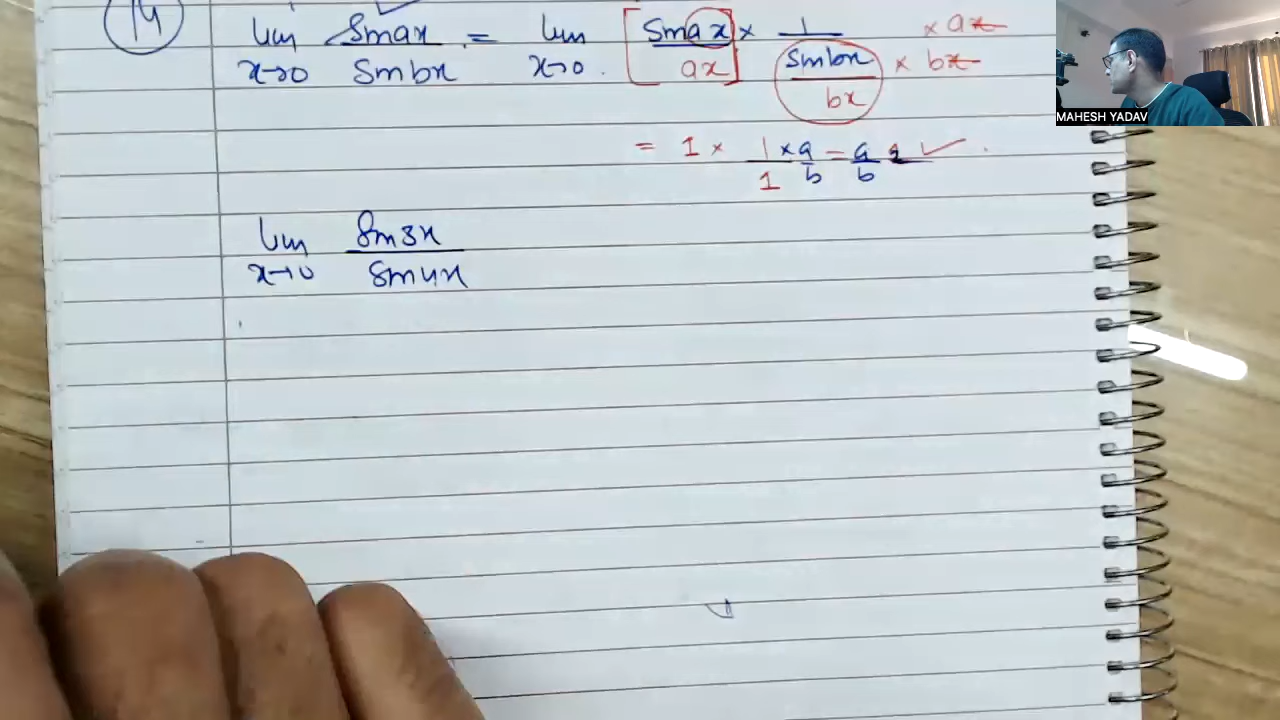 14
lim sin ax = lim [sin ax × 1 × ax
x→0 sin bx x→0. ax] sin bx × bx
bx
= 1 × 1 × a = a
1 b b
lim sin 3x
x→0 sin 4x
MAHESH YADAV